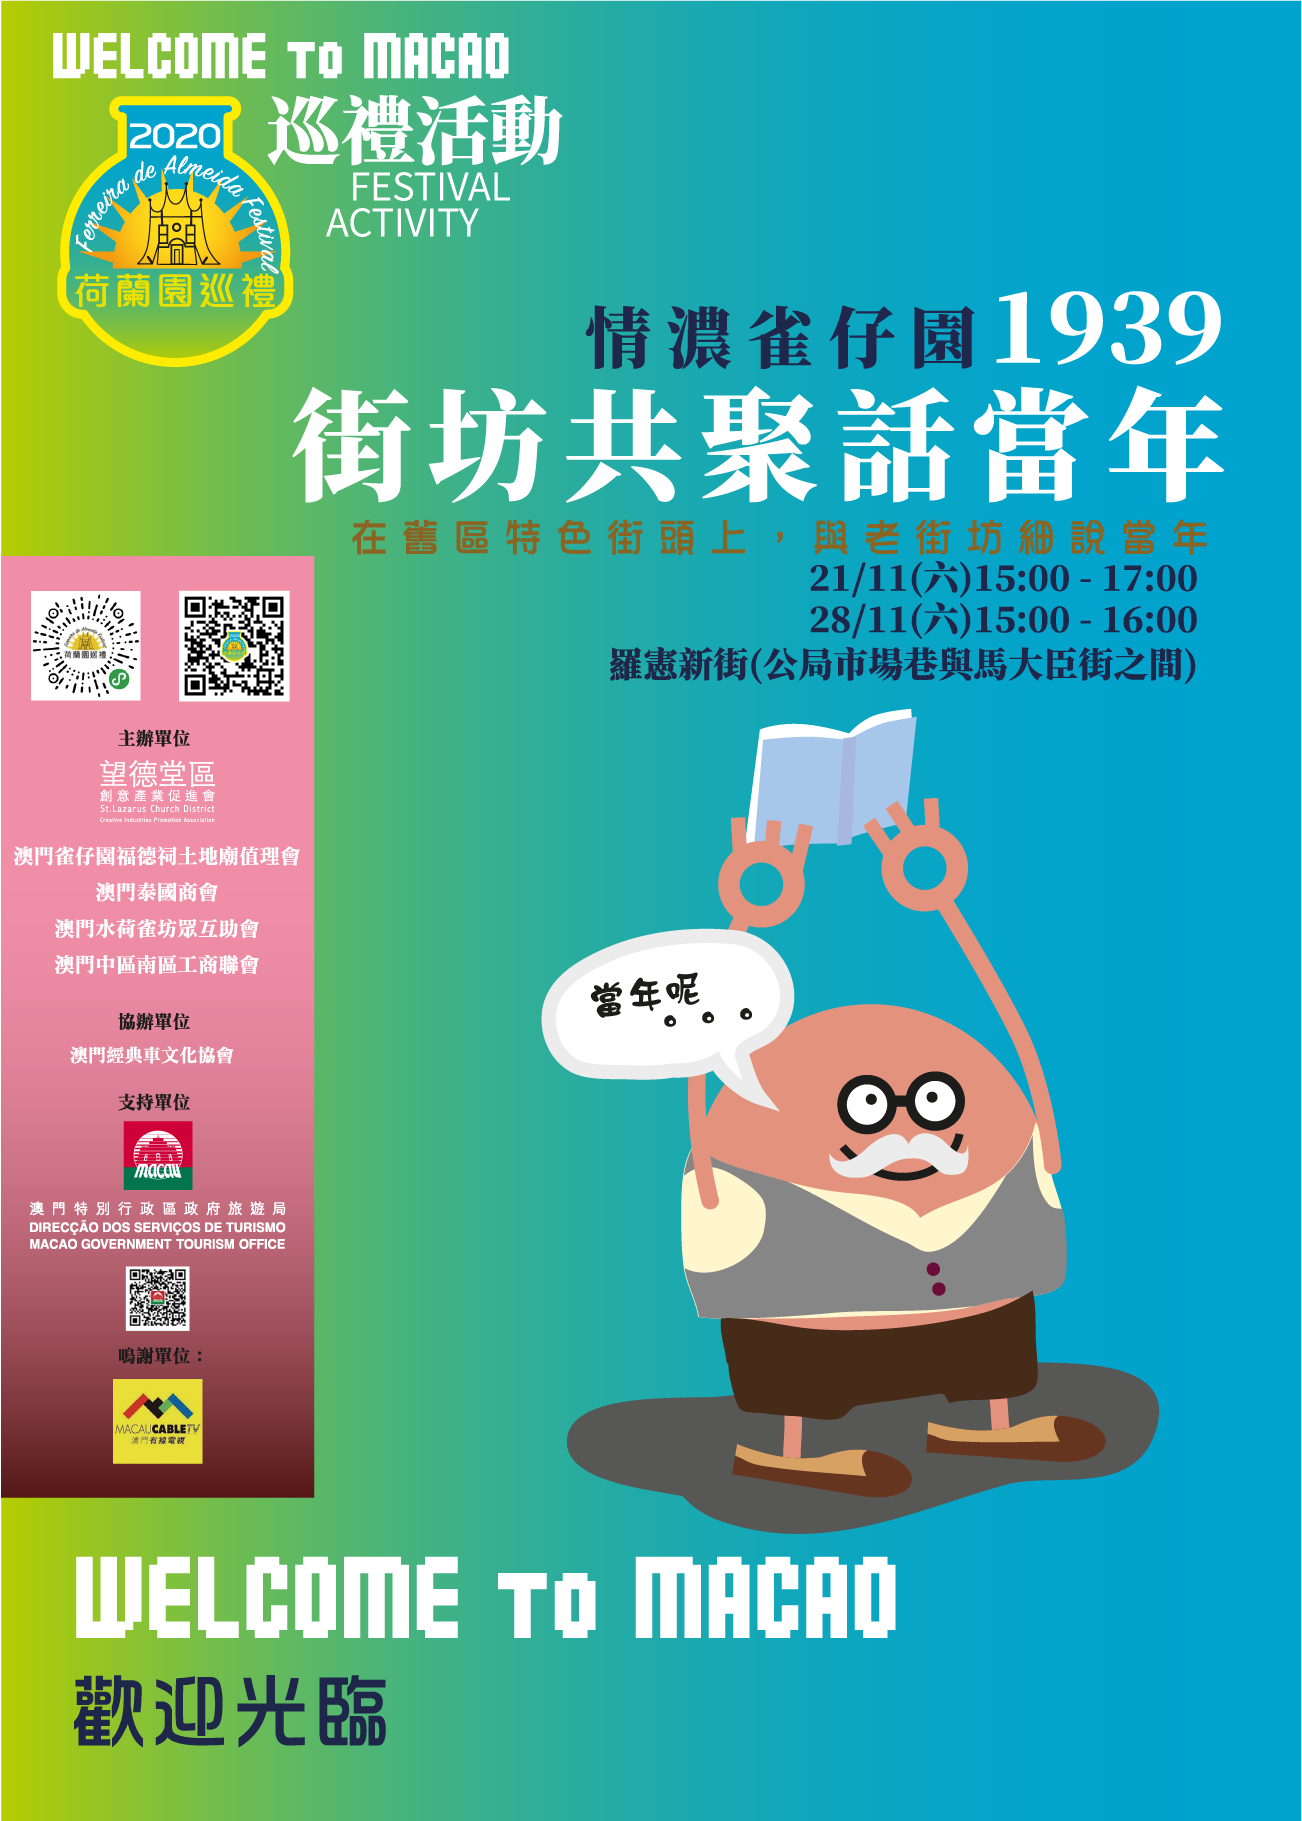 WELCOME TO MACAO
巡禮活動
FESTIVAL
ACTIVITY
2020
Ferreira de Almeida Festival
荷蘭園巡禮
情濃雀仔園1939
街坊共聚話當年
在舊區特色街頭上，與老街坊細說當年
21/11(六)15:00 - 17:00
28/11(六)15:00 - 16:00
羅憲新街(公局市場巷與馬大臣街之間)
荷蘭園巡禮
主辦單位
望德堂區
創意產業促進會
St.Lazarus Church District
Creative Industries Promotion Association
澳門雀仔園福德祠土地廟值理會
澳門泰國商會
澳門水荷雀坊眾互助會
澳門中區南區工商聯會
協辦單位
澳門經典車文化協會
支持單位
MACAU
澳門特別行政區政府旅遊局
DIRECÇÃO DOS SERVIÇOS DE TURISMO
MACAO GOVERNMENT TOURISM OFFICE
鳴謝單位：
MACAUCABLETV
澳門有線電視
當年呢...
WELCOME TO MACAO
歡迎光臨